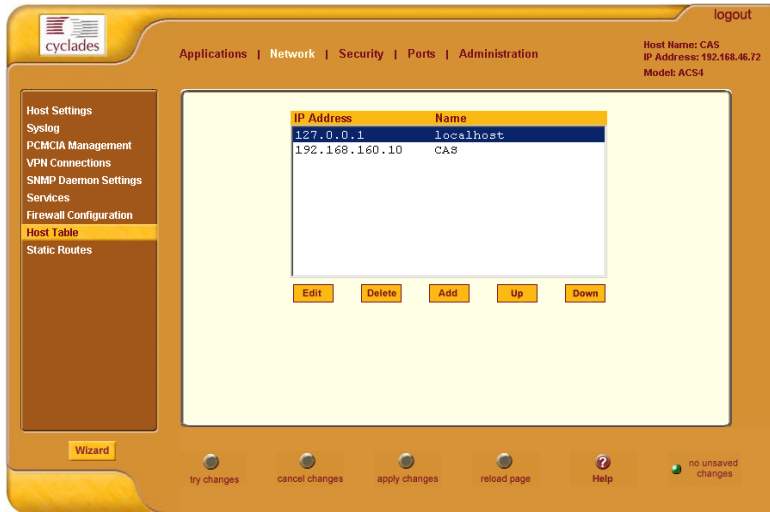 cyclades
logout
Applications | Network | Security | Ports | Administration
Host Name: CAS
IP Address: 192.168.46.72
Model: ACS4
Host Settings
Syslog
PCMCIA Management
VPN Connections
SNMP Daemon Settings
Services
Firewall Configuration
Host Table
Static Routes
IP Address Name
127.0.0.1 localhost
192.168.160.10 CAS
Edit Delete Add Up Down
Wizard
try changes
cancel changes
apply changes
reload page
? Help
no unsaved
changes